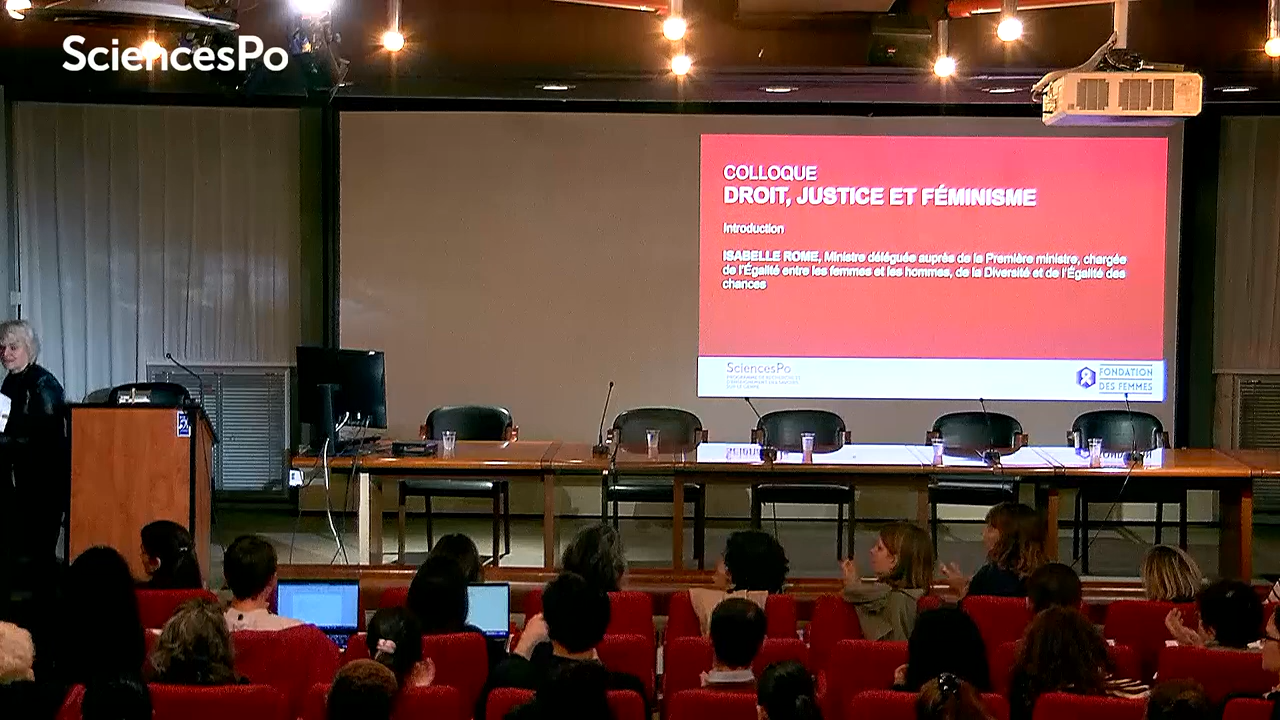 SciencesPo
COLLOQUE
DROIT, JUSTICE ET FÉMINISME
Introduction
ISABELLE ROME, Ministre déléguée auprès de la Première ministre, chargée
de l'Égalité entre les femmes et les hommes, de la Diversité et de l'Égalité des
chances
SciencesPo
FONDATION
DES FEMMES